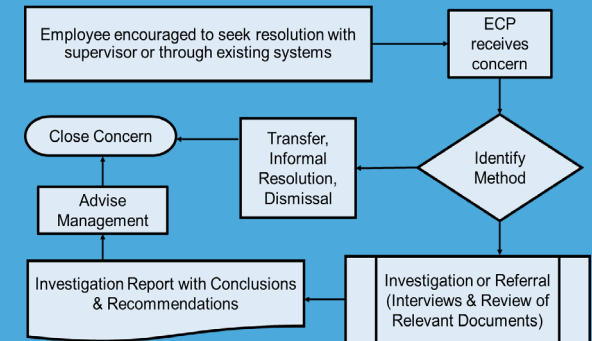 Employee encouraged to seek resolution with
supervisor or through existing systems
ECP
receives
concern
Close Concern
Transfer,
Informal
Resolution,
Dismissal
Identify
Method
Advise
Management
Investigation Report with Conclusions
& Recommendations
Investigation or Referral
(Interviews & Review of
Relevant Documents)